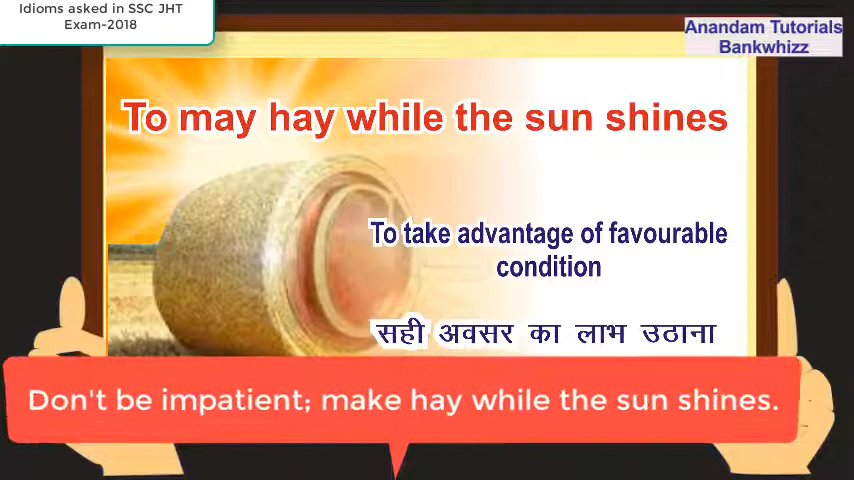 Idioms asked in SSC JHT
Exam-2018
Anandam Tutorials
Bankwhizz
To may hay while the sun shines
To take advantage of favourable
condition
सही अवसर का लाभ उठाना
Don't be impatient; make hay while the sun shines.